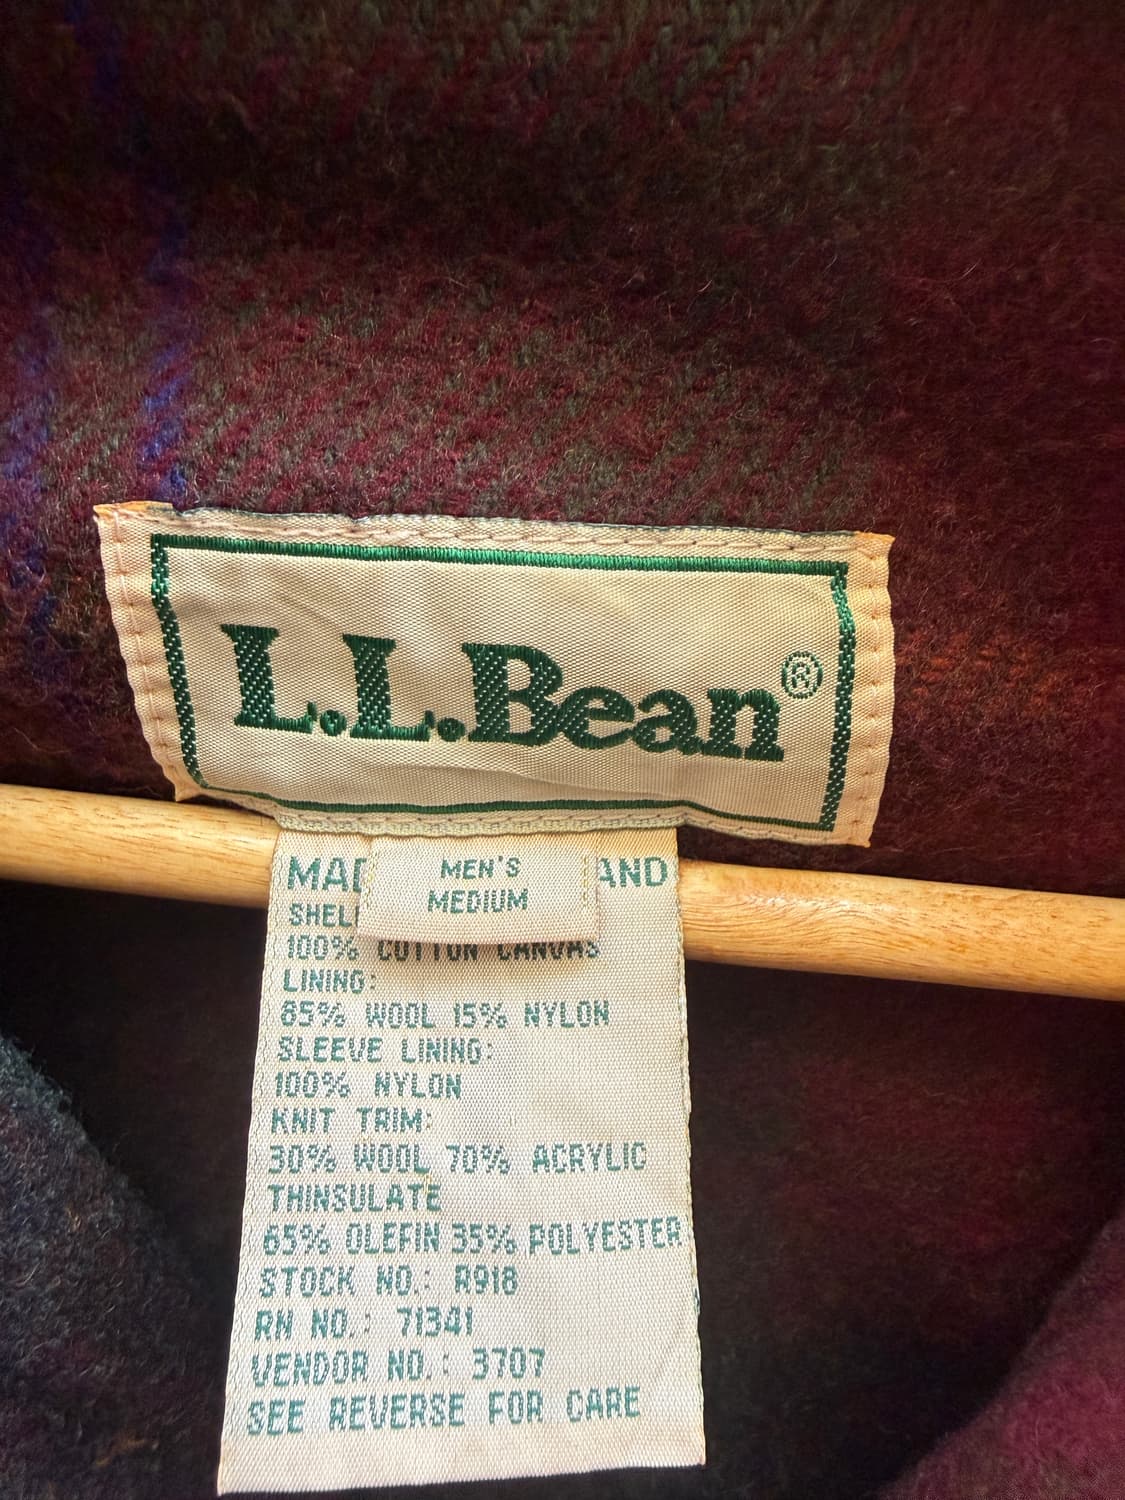 L.L.Bean®
MEN'S
MEDIUM
100% COTTON CANVAS
LINING:
85% WOOL 15% NYLON
SLEEVE LINING:
100% NYLON
KNIT TRIM:
30% WOOL 70% ACRYLIC
THINSULATE
65% OLEFIN 35% POLYESTER
STOCK NO.: R918
RN NO.: 71341
VENDOR NO.: 3707
SEE REVERSE FOR CARE